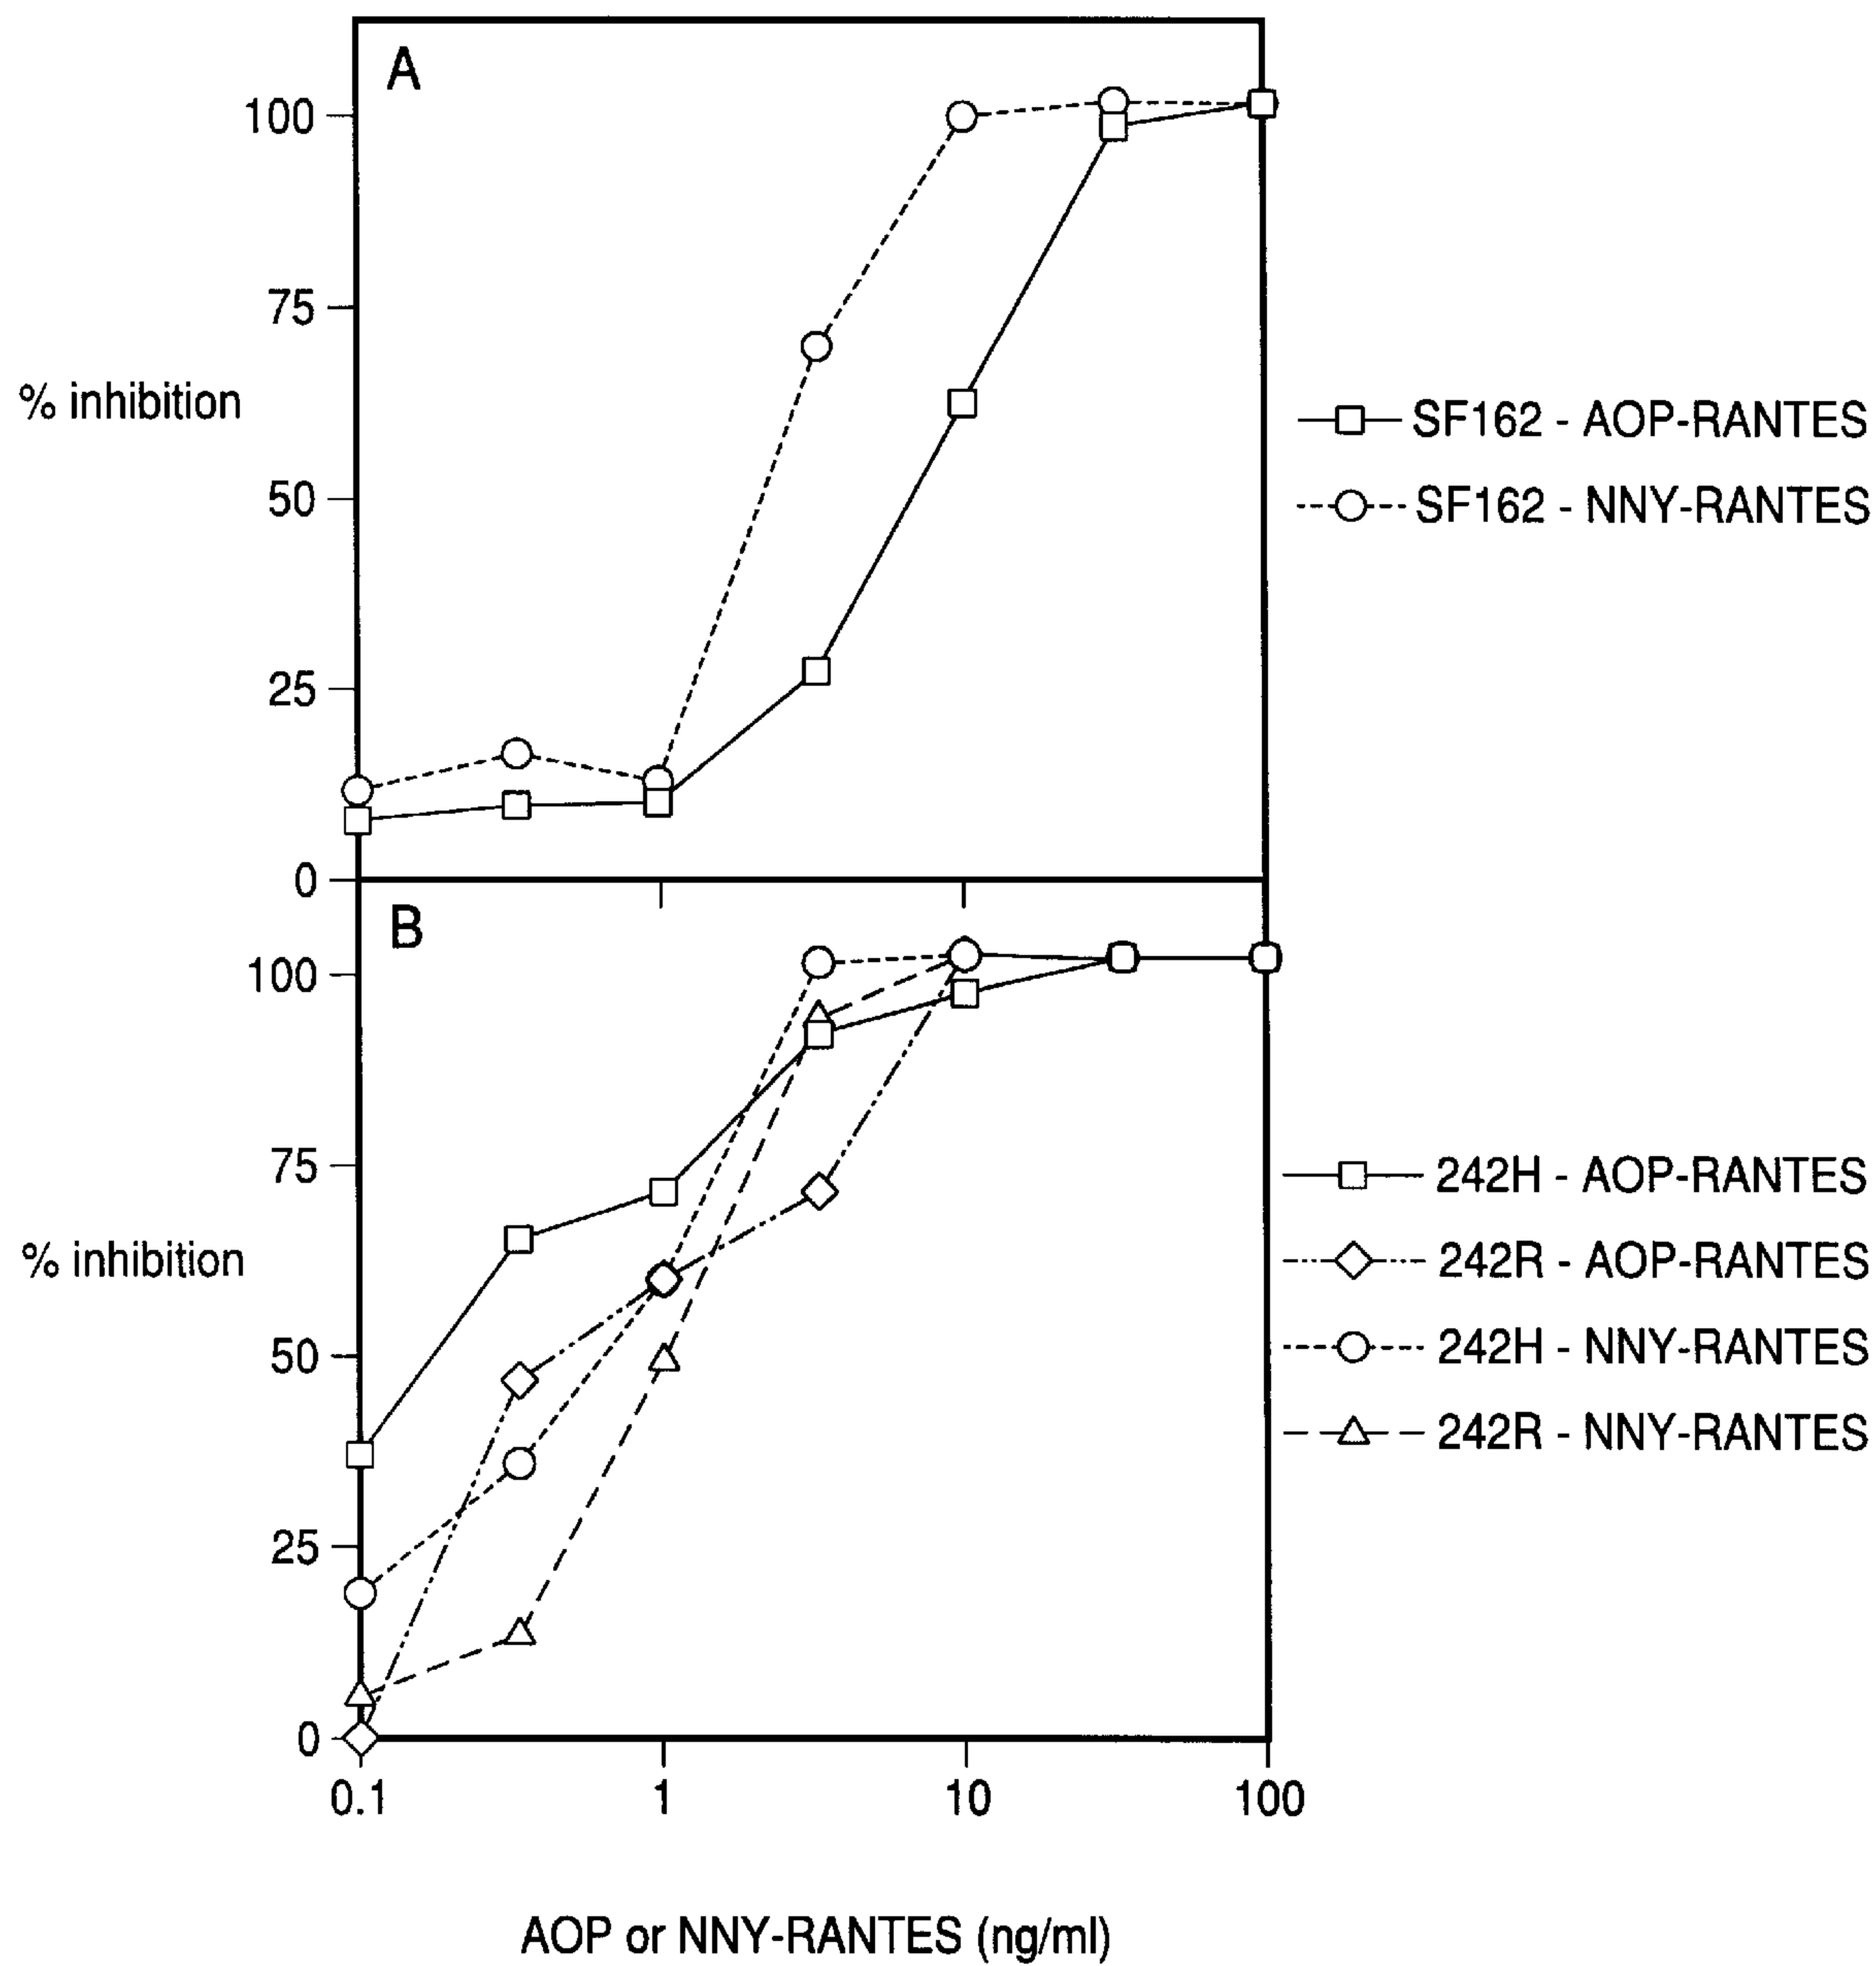 A
100
75
% inhibition
50
25
0
SF162 - AOP-RANTES
SF162 - NNY-RANTES
B
100
75
% inhibition
50
25
0
242H - AOP-RANTES
242R - AOP-RANTES
242H - NNY-RANTES
242R - NNY-RANTES
0.1 1 10 100
AOP or NNY-RANTES (ng/ml)